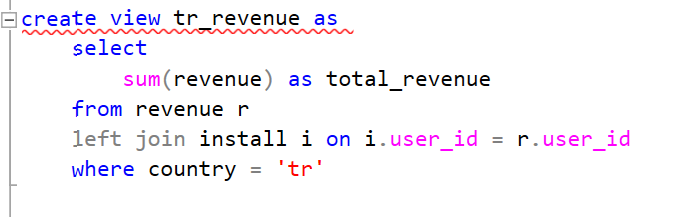 create view tr_revenue as
select
sum(revenue) as total_revenue
from revenue r
left join install i on i.user_id = r.user_id
where country = 'tr'